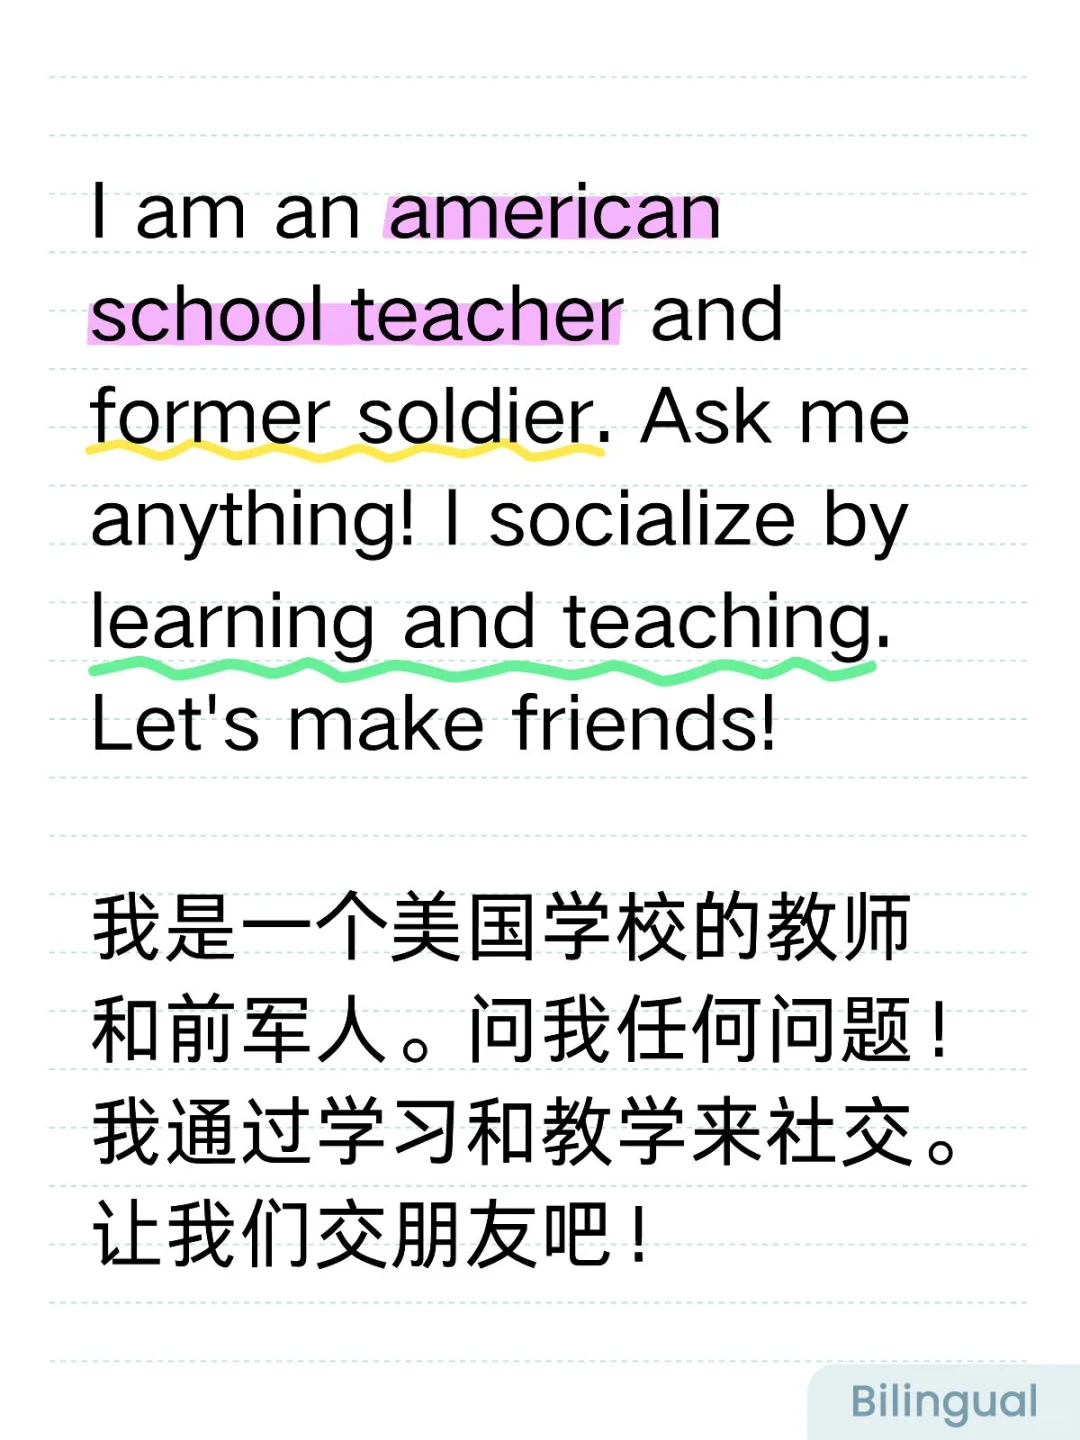 I am an american
school teacher and
former soldier. Ask me
anything! I socialize by
learning and teaching.
Let's make friends!
我是一个美国学校的教师
和前军人。问我任何问题！
我通过学习和教学来社交。
让我们交朋友吧！
Bilingual